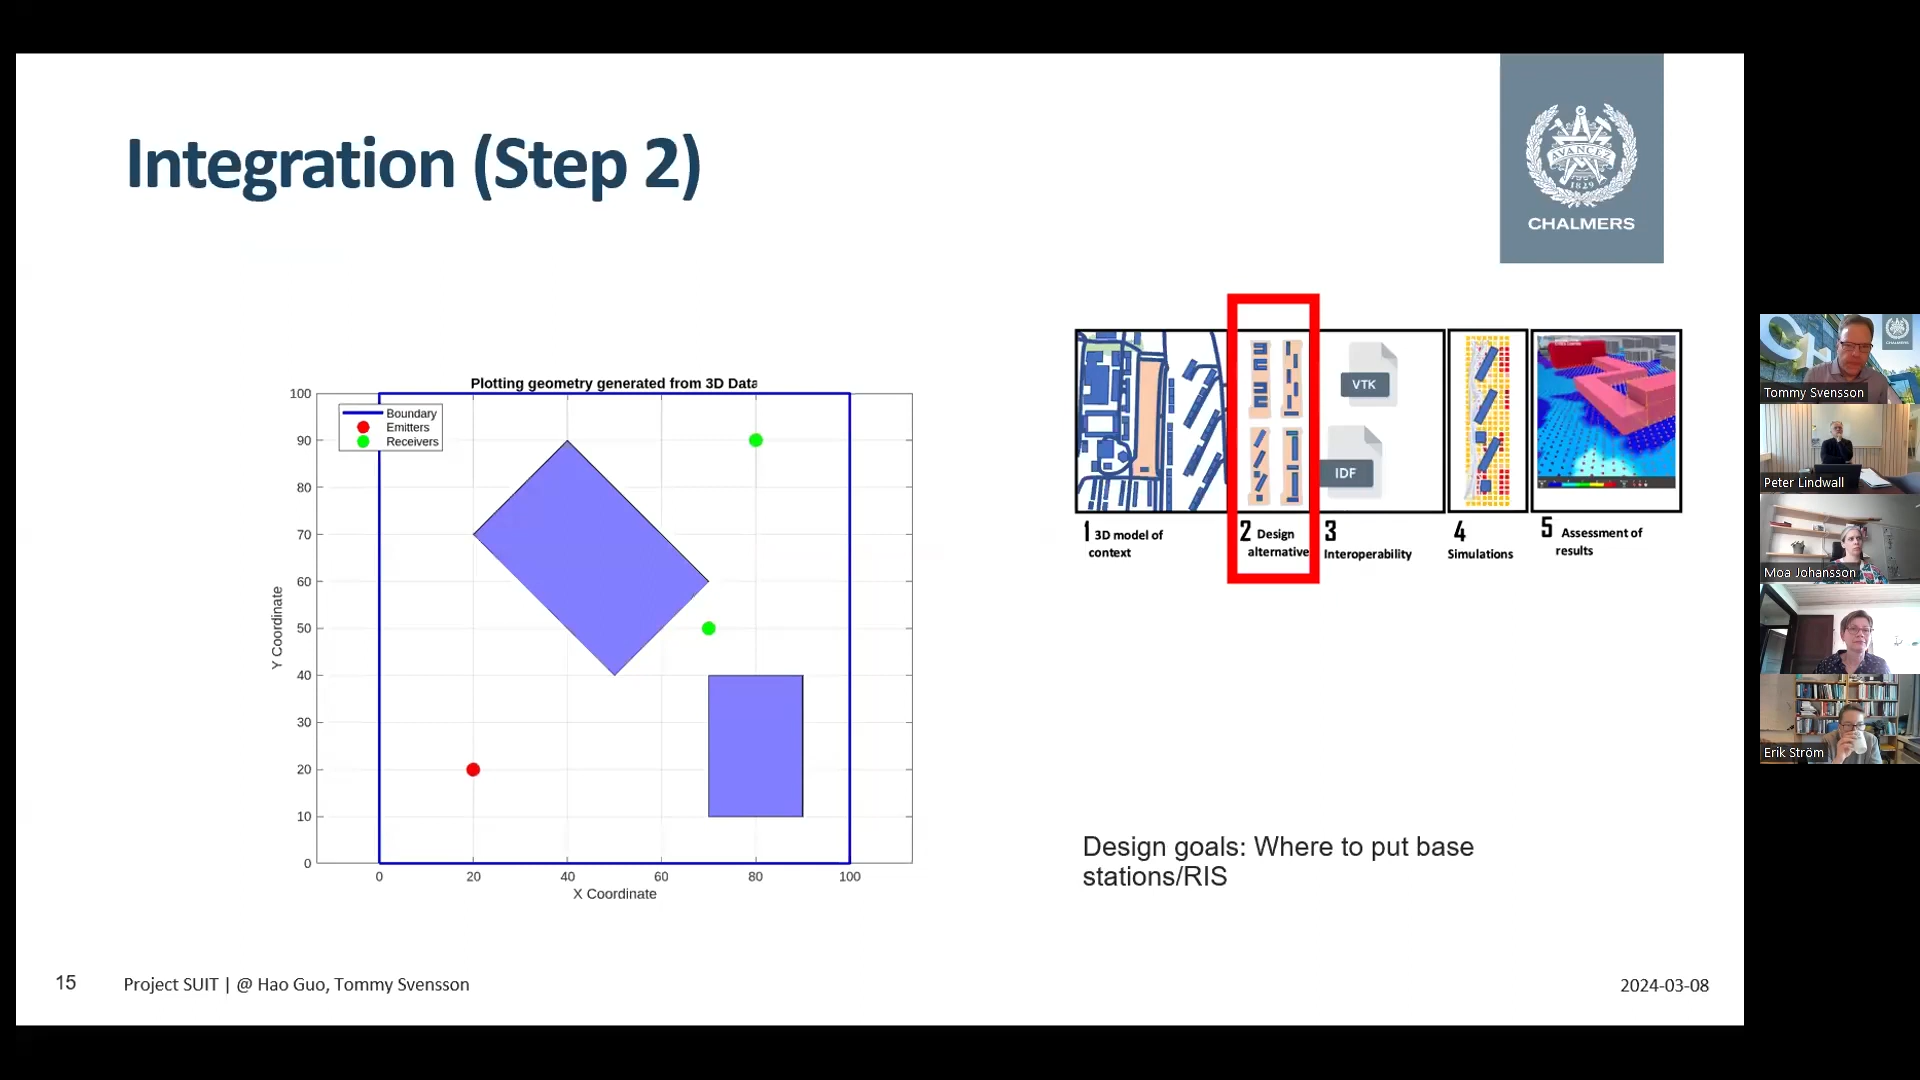 Integration (Step 2)
AVANCEZ
1829
CHALMERS
Plotting geometry generated from 3D Data
Boundary
Emitters
Receivers
100
90
80
70
60
50
40
30
20
10
0
Y Coordinate
0 20 40 60 80 100
X Coordinate
VTK
IDF
1 3D model of
context
2 Design
alternative
3
Interoperability
4
Simulations
5 Assessment of
results
Design goals: Where to put base
stations/RIS
15 Project SUIT | @ Hao Guo, Tommy Svensson 2024-03-08
Tommy Svensson
Peter Lindwall
Moa Johansson
Erik Ström